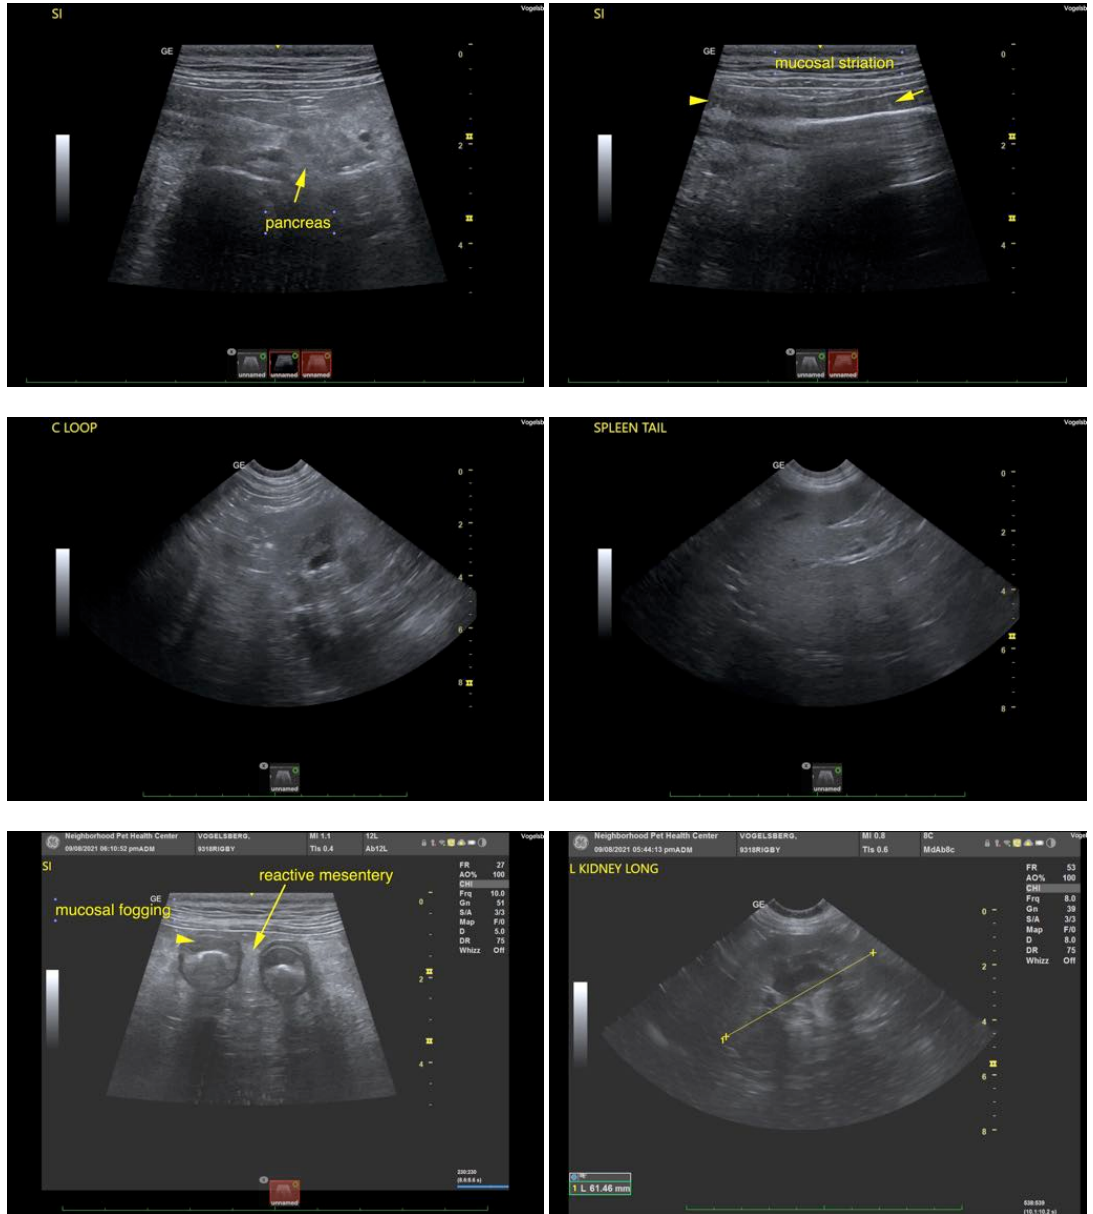 SI
Vogelsb
GE
0
pancreas
2
4
unnamed
unnamed
unnamed
SI
Vogelsb
GE
0
mucosal striation
2
4
unnamed
unnamed
C LOOP
Vogelsb
GE
0
2
4
6
8
unnamed
SPLEEN TAIL
Vogelsb
GE
0
2
4
6
8
unnamed
Neighborhood Pet Health Center
09/08/2021 06:10:52 pmADM
VOGELSBERG,
9318RIGBY
MI 1.1
TIs 0.4
12L
Ab12L
Vogelsb
SI
reactive mesentery
mucosal fogging
GE
FR 27
AO% 100
CHI
Frq 10.0
Gn 51
S/A 3/3
Map F/0
D 5.0
DR 75
Whizz Off
0
2
4
unnamed
Neighborhood Pet Health Center
09/08/2021 05:44:13 pmADM
VOGELSBERG,
9318RIGBY
MI 0.8
TIs 0.6
8C
MdAb8c
Vogel
L KIDNEY LONG
GE
FR 53
AO% 100
CHI
Frq 8.0
Gn 39
S/A 3/3
Map F/0
D 8.0
DR 75
Whizz Off
0
2
4
6
8
1
1 L 61.46 mm